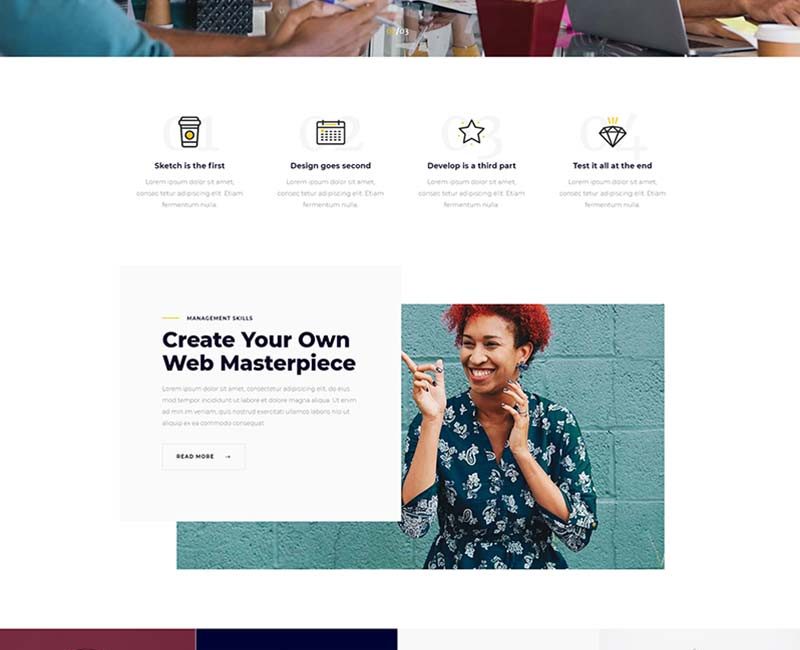 02/03
01
02
03
04
Sketch is the first
Lorem ipsum dolor sit amet,
consec tetur adipiscing elit. Etiam
fermentum nulla.
Design goes second
Lorem ipsum dolor sit amet,
consec tetur adipiscing elit. Etiam
fermentum nulla.
Develop is a third part
Lorem ipsum dolor sit amet,
consec tetur adipiscing elit. Etiam
fermentum nulla.
Test it all at the end
Lorem ipsum dolor sit amet,
consec tetur adipiscing elit. Etiam
fermentum nulla.
MANAGEMENT SKILLS
Create Your Own
Web Masterpiece
Lorem ipsum dolor sit amet, consectetur adipisicing elit, do eius
mod tempor incididunt ut labore et dolore magna aliqua. Ut enim
ad min im veniam, quis nostrud exercitati ullamco laboris nisi ut
aliquip ex ea commodo consequat
READ MORE →